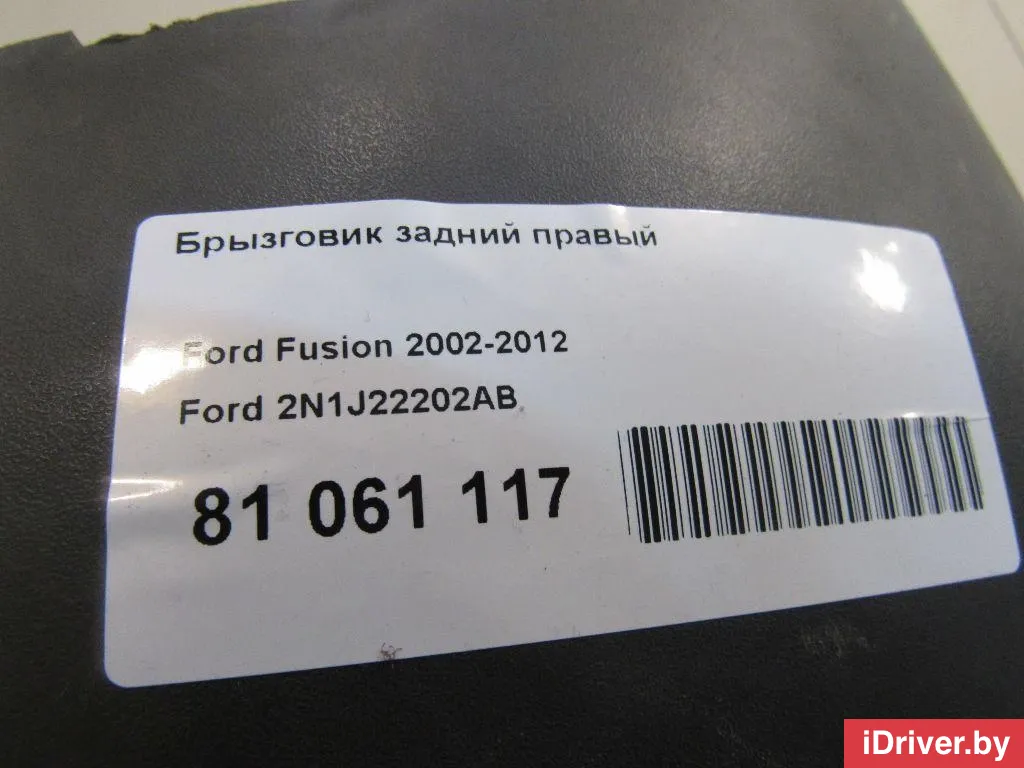 Брызговик задний правый
Ford Fusion 2002-2012
Ford 2N1J22202AB
81 061 117
iDriver.by